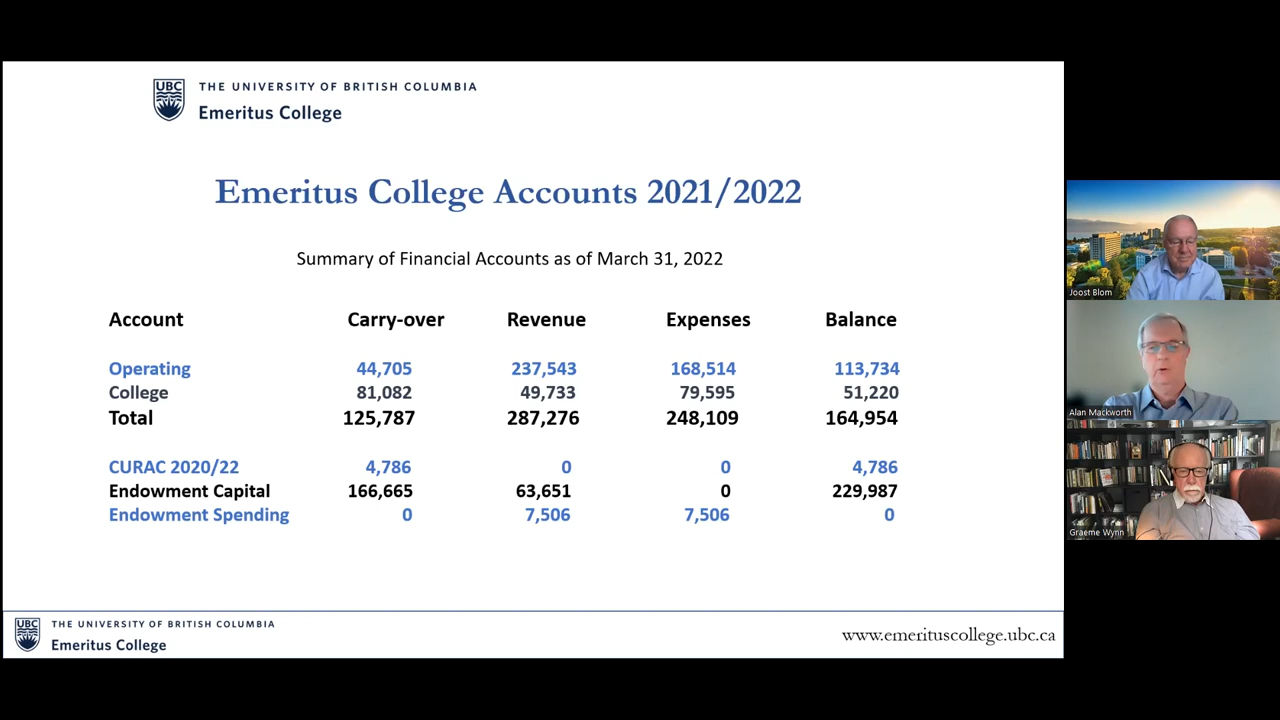 UBC
THE UNIVERSITY OF BRITISH COLUMBIA
Emeritus College
Emeritus College Accounts 2021/2022
Summary of Financial Accounts as of March 31, 2022
Account Carry-over Revenue Expenses Balance
Operating 44,705 237,543 168,514 113,734
College 81,082 49,733 79,595 51,220
Total 125,787 287,276 248,109 164,954
CURAC 2020/22 4,786 0 0 4,786
Endowment Capital 166,665 63,651 0 229,987
Endowment Spending 0 7,506 7,506 0
UBC
THE UNIVERSITY OF BRITISH COLUMBIA
Emeritus College
www.emerituscollege.ubc.ca
Joost Blom
Alan Mackworth
Graeme Wynn